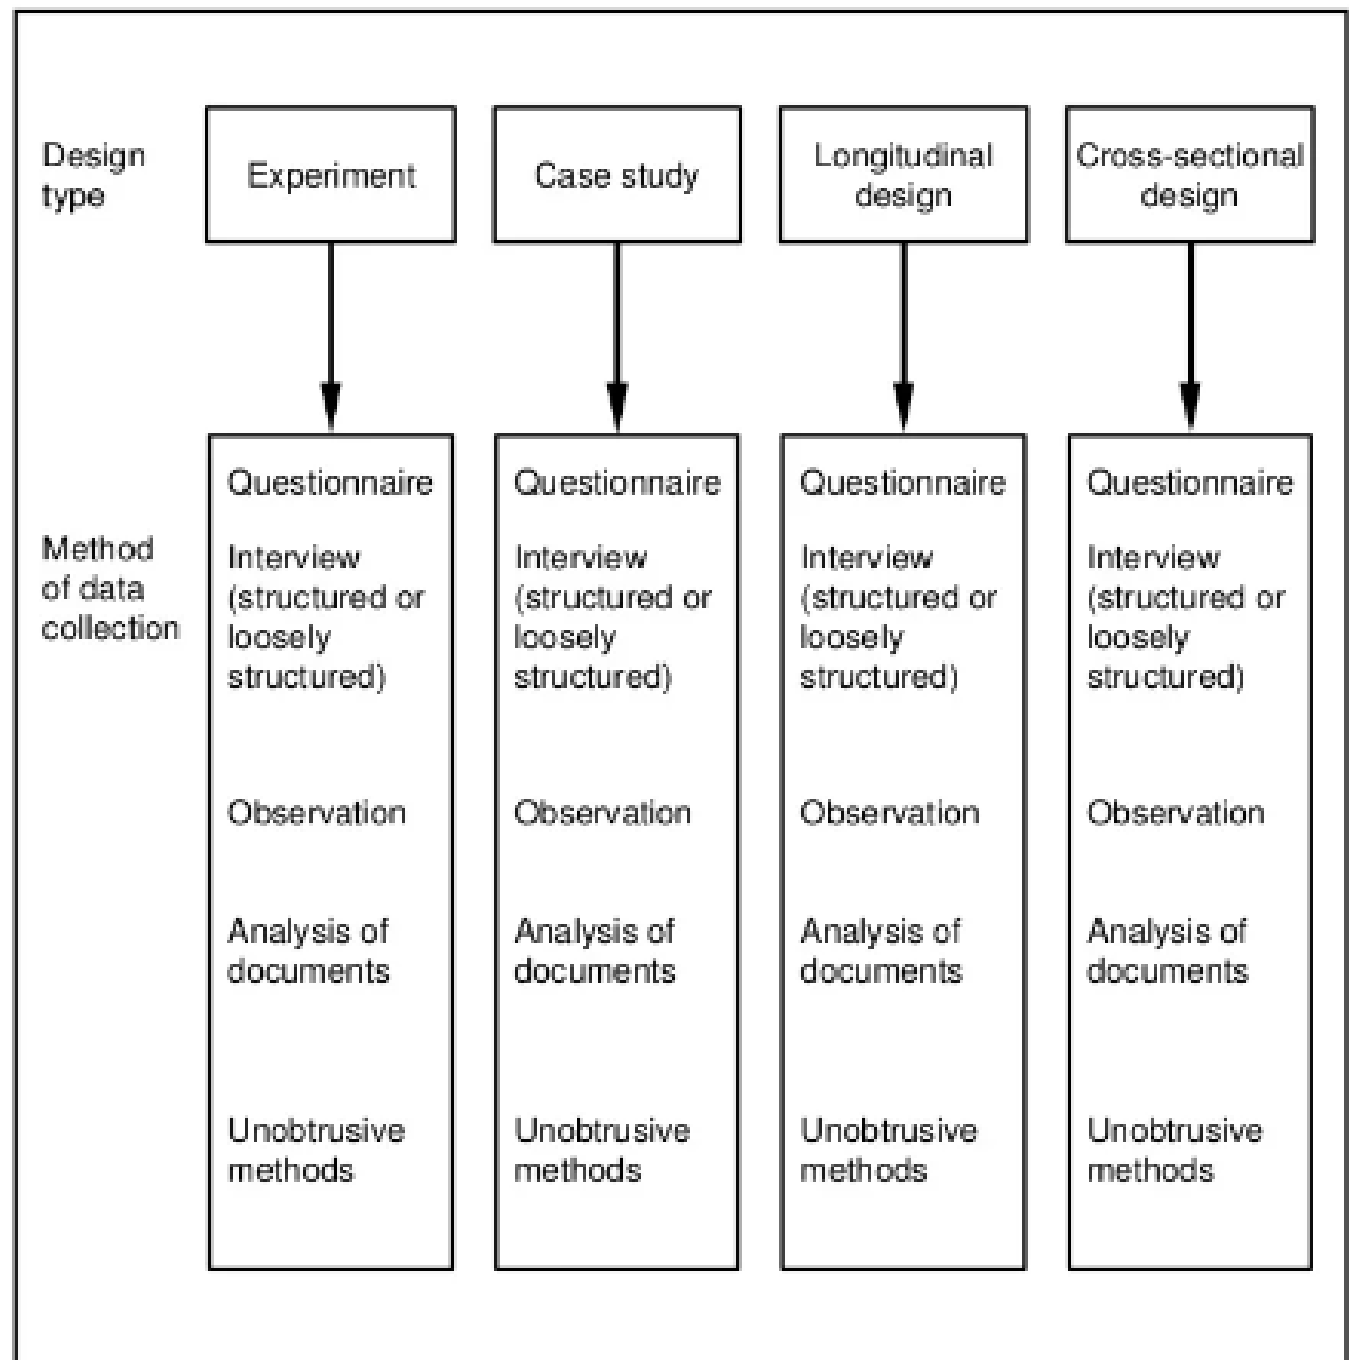 Design
type
Experiment
Case study
Longitudinal
design
Cross-sectional
design
Method
of data
collection
Questionnaire
Interview
(structured or
loosely
structured)
Observation
Analysis of
documents
Unobtrusive
methods
Questionnaire
Interview
(structured or
loosely
structured)
Observation
Analysis of
documents
Unobtrusive
methods
Questionnaire
Interview
(structured or
loosely
structured)
Observation
Analysis of
documents
Unobtrusive
methods
Questionnaire
Interview
(structured or
loosely
structured)
Observation
Analysis of
documents
Unobtrusive
methods